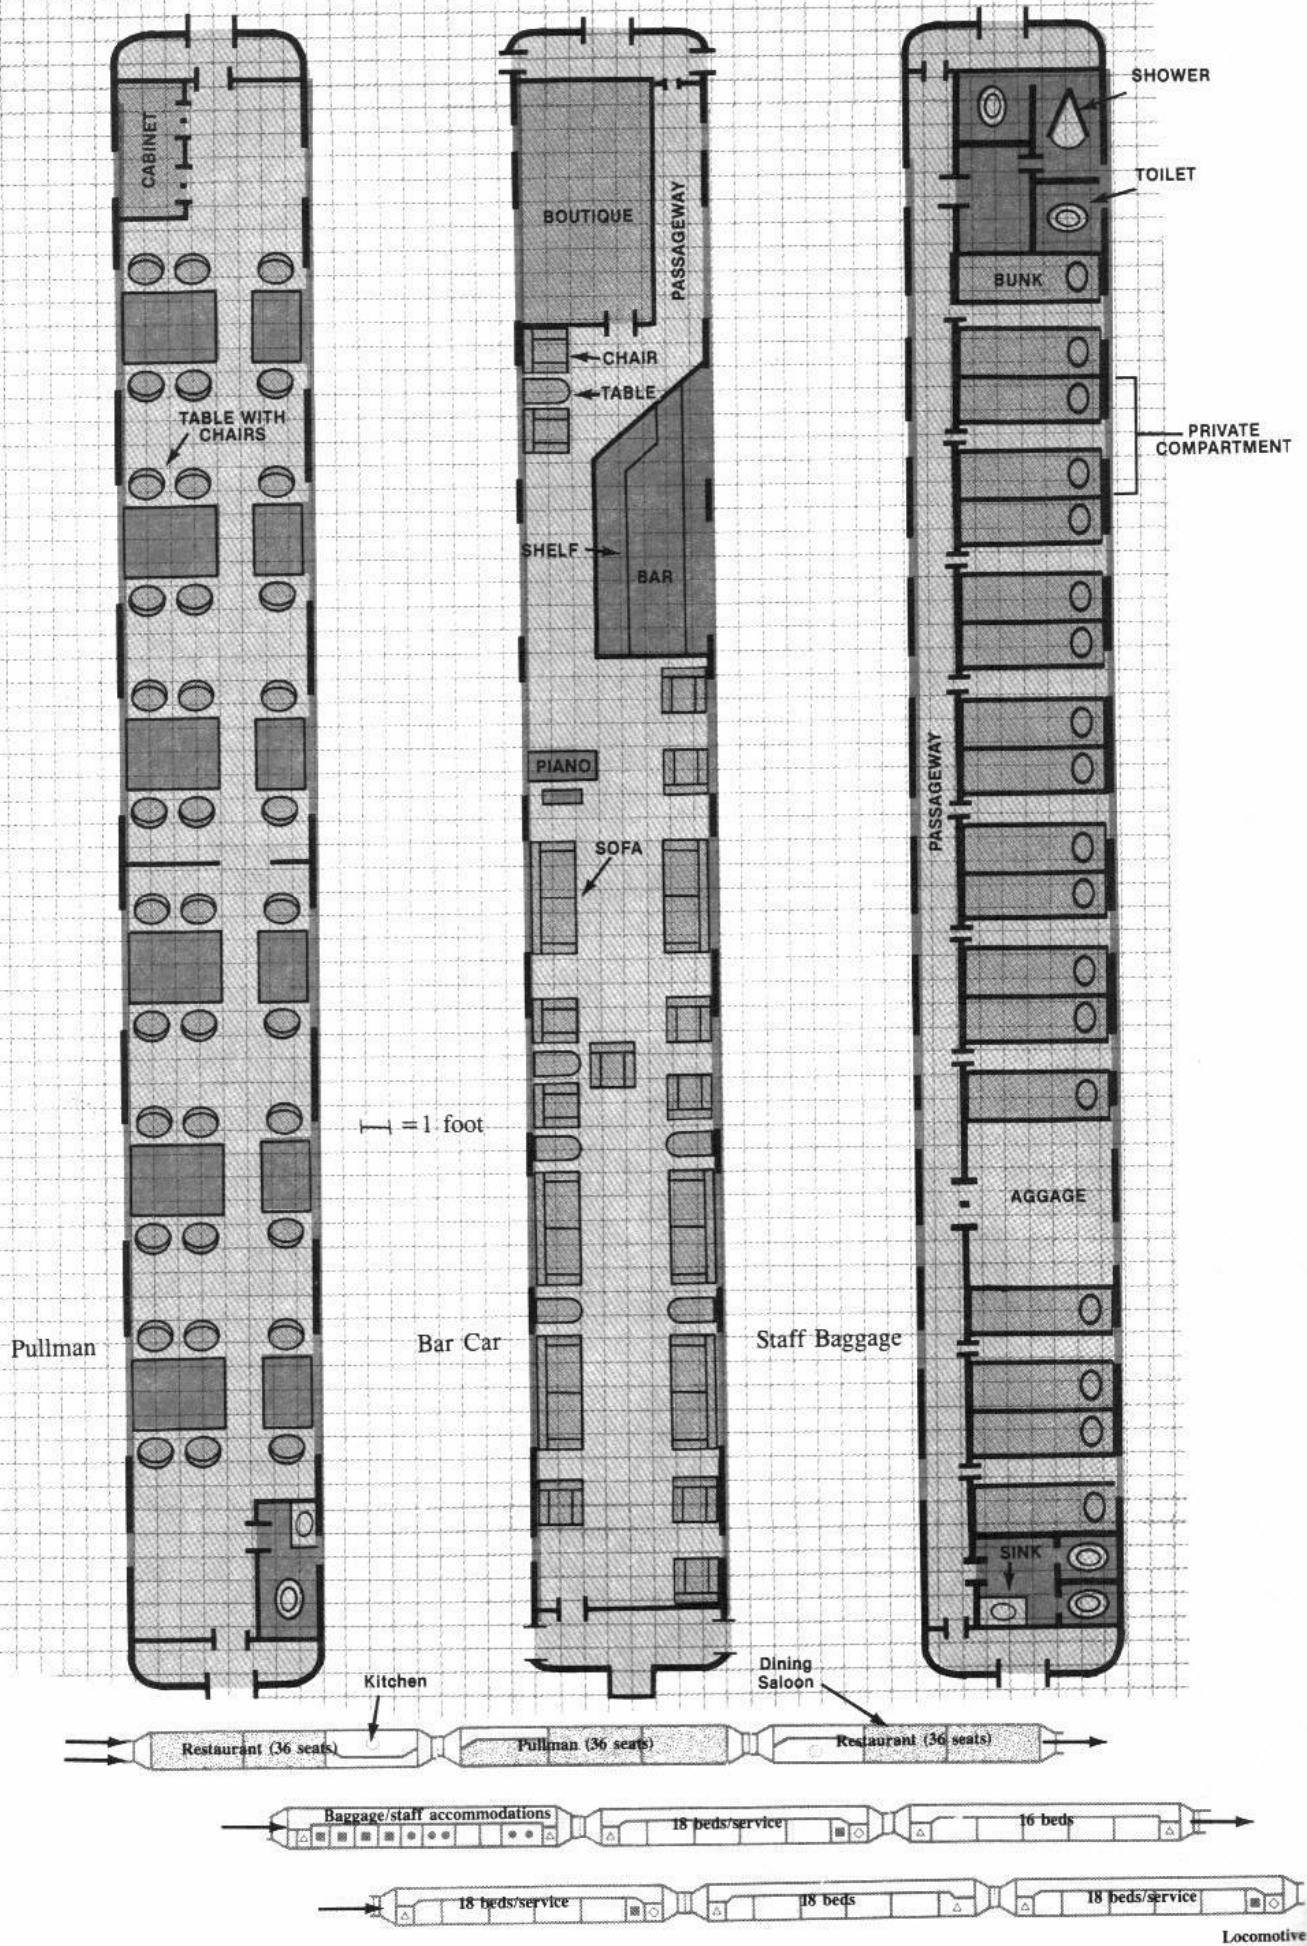 SHOWER
CABINET
TOILET
BOUTIQUE
PASSAGEWAY
BUNK
CHAIR
TABLE
TABLE WITH
CHAIRS
PRIVATE
COMPARTMENT
SHELF
BAR
PIANO
PASSAGEWAY
SOFA
= 1 foot
AGGAGE
Pullman
Bar Car
Staff Baggage
SINK
Kitchen
Dining
Saloon
Restaurant (36 seats)
Pullman (36 seats)
Restaurant (36 seats)
Baggage/staff accommodations
18 beds/service
16 beds
18 beds/service
18 beds
18 beds/service
Locomotive